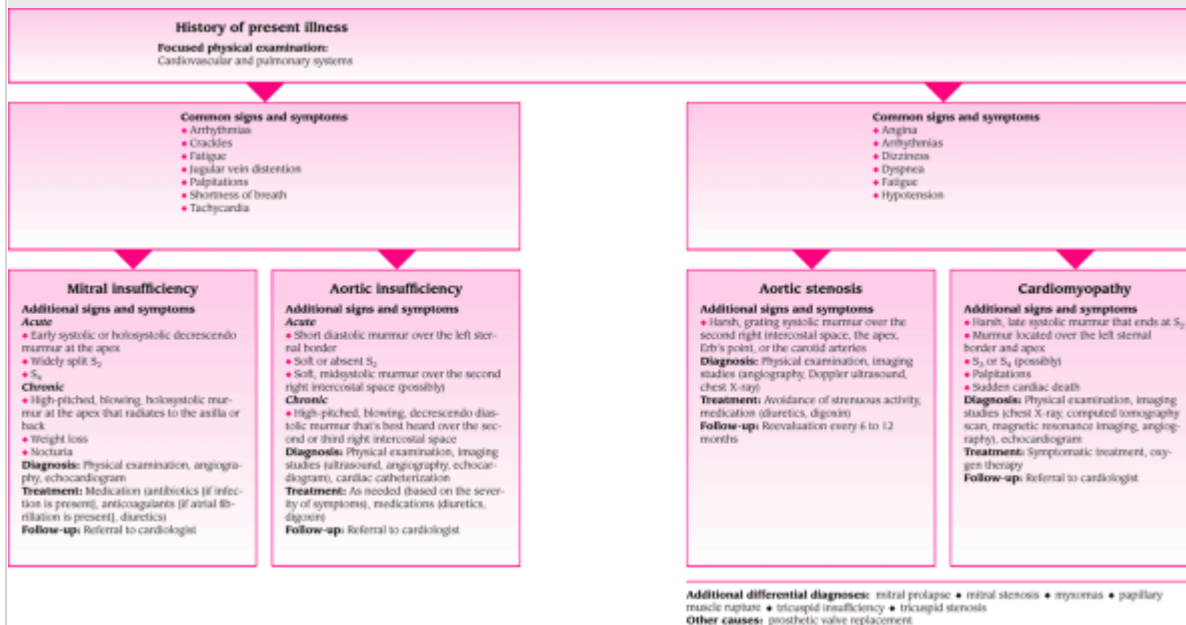 History of present illness
Focused physical examination:
Cardiovascular and pulmonary systems
Common signs and symptoms
◆ Arrhythmias
◆ Crackles
◆ Fatigue
◆ Jugular vein distention
◆ Palpitations
◆ Shortness of breath
◆ Tachycardia
Common signs and symptoms
◆ Angina
◆ Arrhythmias
◆ Dizziness
◆ Dyspnea
◆ Fatigue
◆ Hypotension
Mitral insufficiency
Additional signs and symptoms
Acute
◆ Early systolic or holosystolic decrescendo
murmur at the apex
◆ Widely split S₂
◆ S₄
Chronic
◆ High-pitched, blowing, holosystolic mur-
mur at the apex that radiates to the axilla or
back
◆ Weight loss
◆ Nocturia
Diagnosis: Physical examination, angiogra-
phy, echocardiogram
Treatment: Medication (antibiotics [if infec-
tion is present], anticoagulants [if atrial fib-
rillation is present], diuretics)
Follow-up: Referral to cardiologist
Aortic insufficiency
Additional signs and symptoms
Acute
◆ Short diastolic murmur over the left ster-
nal border
◆ Soft or absent S₂
◆ Soft, midsystolic murmur over the second
right intercostal space (possibly)
Chronic
◆ High-pitched, blowing, decrescendo dias-
tolic murmur that's best heard over the sec-
ond or third right intercostal space
Diagnosis: Physical examination, imaging
studies (ultrasound, angiography, echocar-
diogram), cardiac catheterization
Treatment: As needed (based on the sever-
ity of symptoms), medications (diuretics,
digoxin)
Follow-up: Referral to cardiologist
Aortic stenosis
Additional signs and symptoms
◆ Harsh, grating systolic murmur over the
second right intercostal space, the apex,
Erb's point, or the carotid arteries
Diagnosis: Physical examination, imaging
studies (angiography, Doppler ultrasound,
chest X-ray)
Treatment: Avoidance of strenuous activity,
medication (diuretics, digoxin)
Follow-up: Reevaluation every 6 to 12
months
Cardiomyopathy
Additional signs and symptoms
◆ Harsh, late systolic murmur that ends at S₂
◆ Murmur located over the left sternal
border and apex
◆ S₃ or S₄ (possibly)
◆ Palpitations
◆ Sudden cardiac death
Diagnosis: Physical examination, imaging
studies (chest X-ray, computed tomography
scan, magnetic resonance imaging, angiog-
raphy), echocardiogram
Treatment: Symptomatic treatment, oxy-
gen therapy
Follow-up: Referral to cardiologist
Additional differential diagnoses: mitral prolapse ◆ mitral stenosis ◆ myxomas ◆ papillary
muscle rupture ◆ tricuspid insufficiency ◆ tricuspid stenosis
Other causes: prosthetic valve replacement